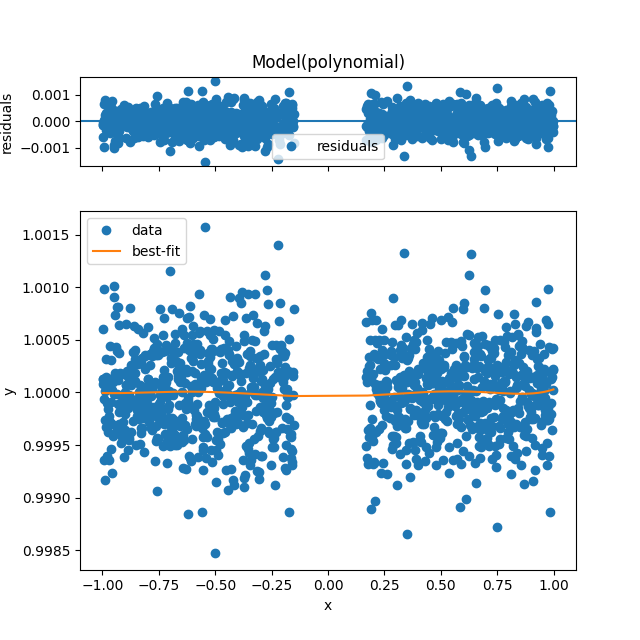 Model(polynomial)
residuals
0.001
0.000
−0.001
residuals
y
1.0015
1.0010
1.0005
1.0000
0.9995
0.9990
0.9985
data
best-fit
−1.00 −0.75 −0.50 −0.25 0.00 0.25 0.50 0.75 1.00
x